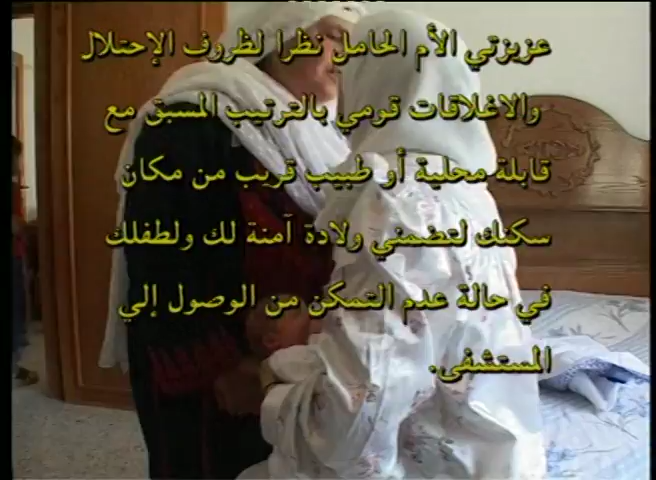 عزيزتي الأم الحامل نظرا لظروف الإحتلال
والاغلاقات قومي بالترتيب المسبق مع
قابلة محلية أو طبيب قريب من مكان
سكنك لتضمني ولادة آمنة لك ولطفلك
في حالة عدم التمكن من الوصول إلي
المستشفى.